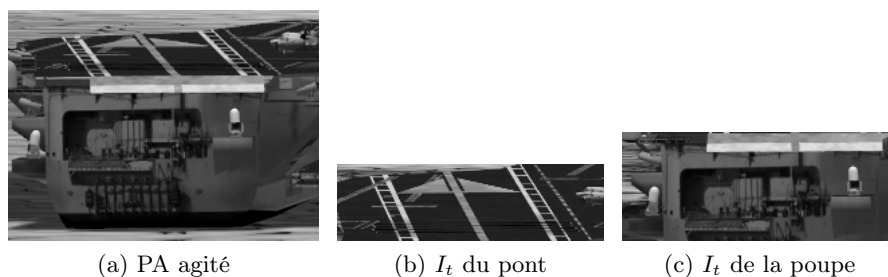 (a) PA agité
(b) I_t du pont
(c) I_t de la poupe